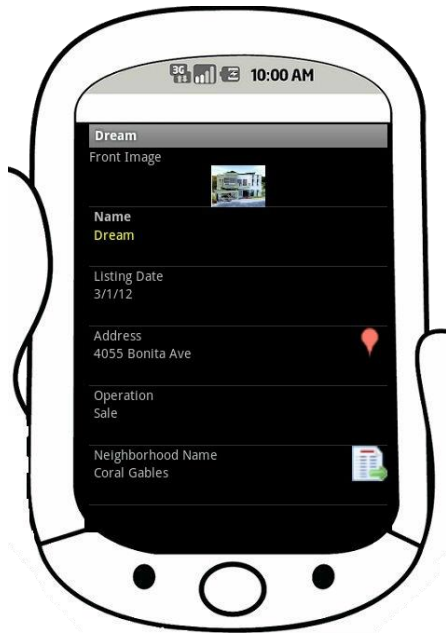 3G
10:00 AM
Dream
Front Image
Name
Dream
Listing Date
3/1/12
Address
4055 Bonita Ave
Operation
Sale
Neighborhood Name
Coral Gables